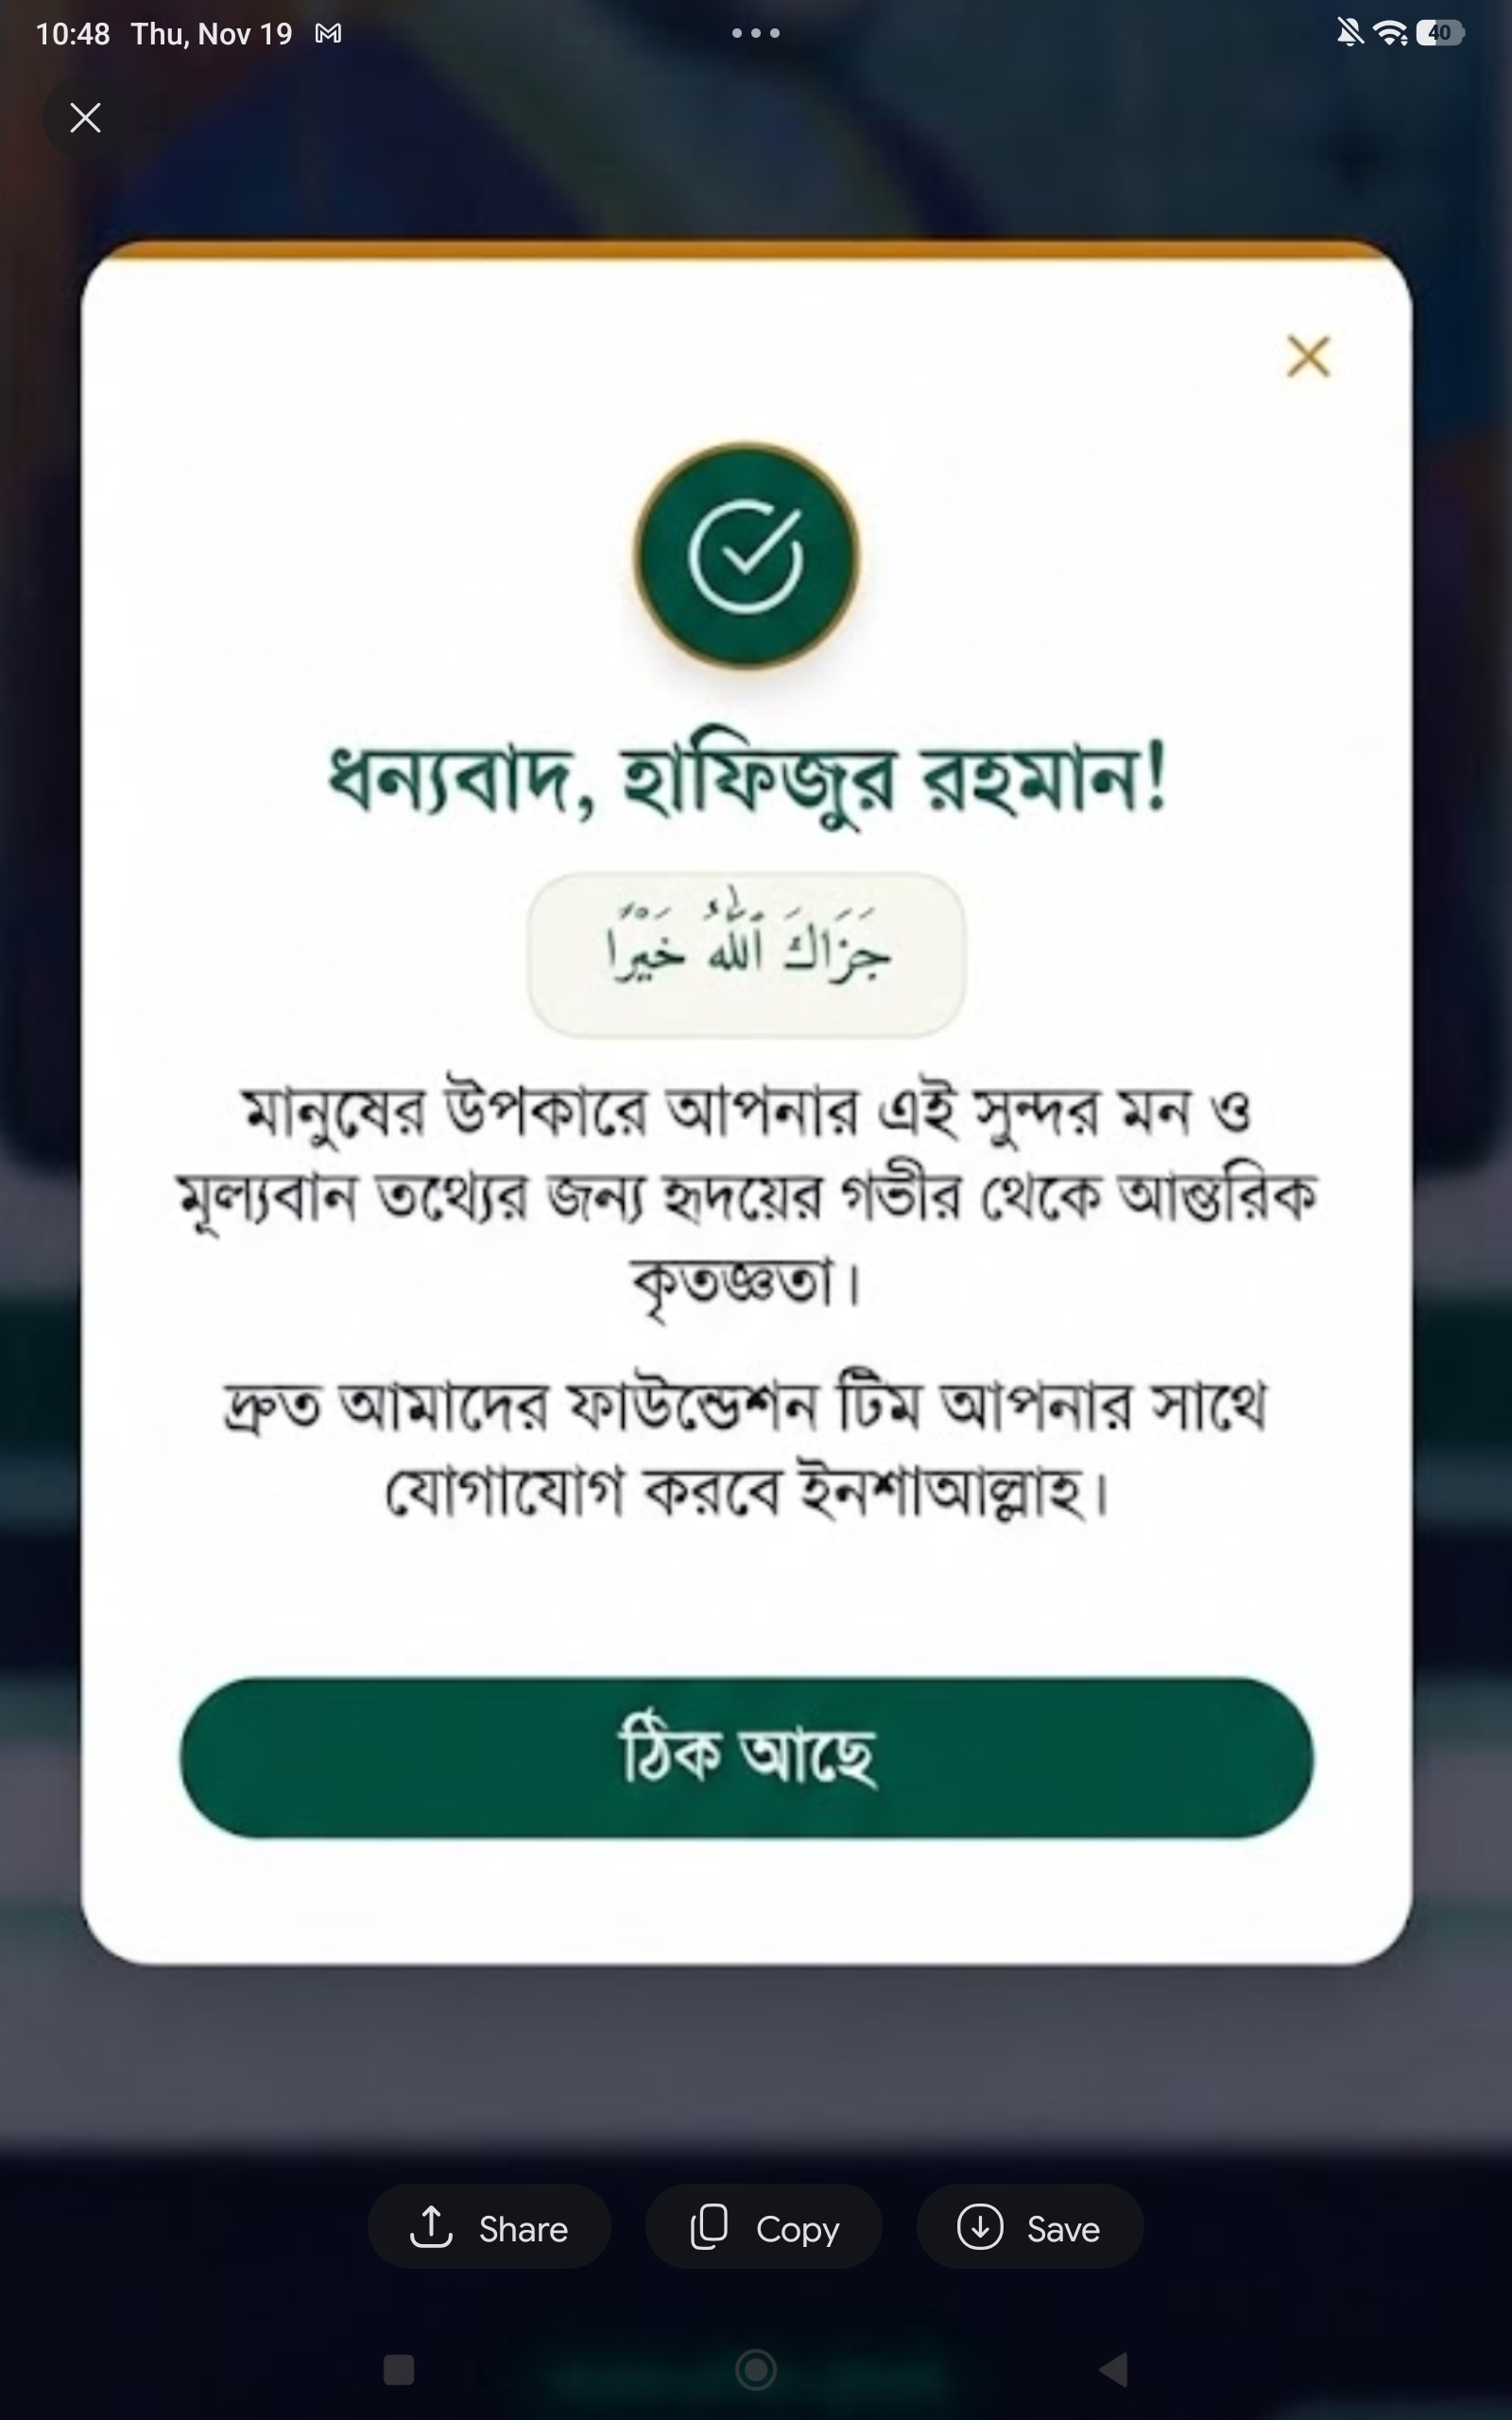 10:48 Thu, Nov 19
40
ধন্যবাদ, হাফিজুর রহমান!
جَزَاكَ ٱللَّٰهُ خَيْرًا
মানুষের উপকারে আপনার এই সুন্দর মন ও
মূল্যবান তথ্যের জন্য হৃদয়ের গভীর থেকে আন্তরিক
কৃতজ্ঞতা।
দ্রুত আমাদের ফাউন্ডেশন টিম আপনার সাথে
যোগাযোগ করবে ইনশাআল্লাহ।
ঠিক আছে
Share Copy Save